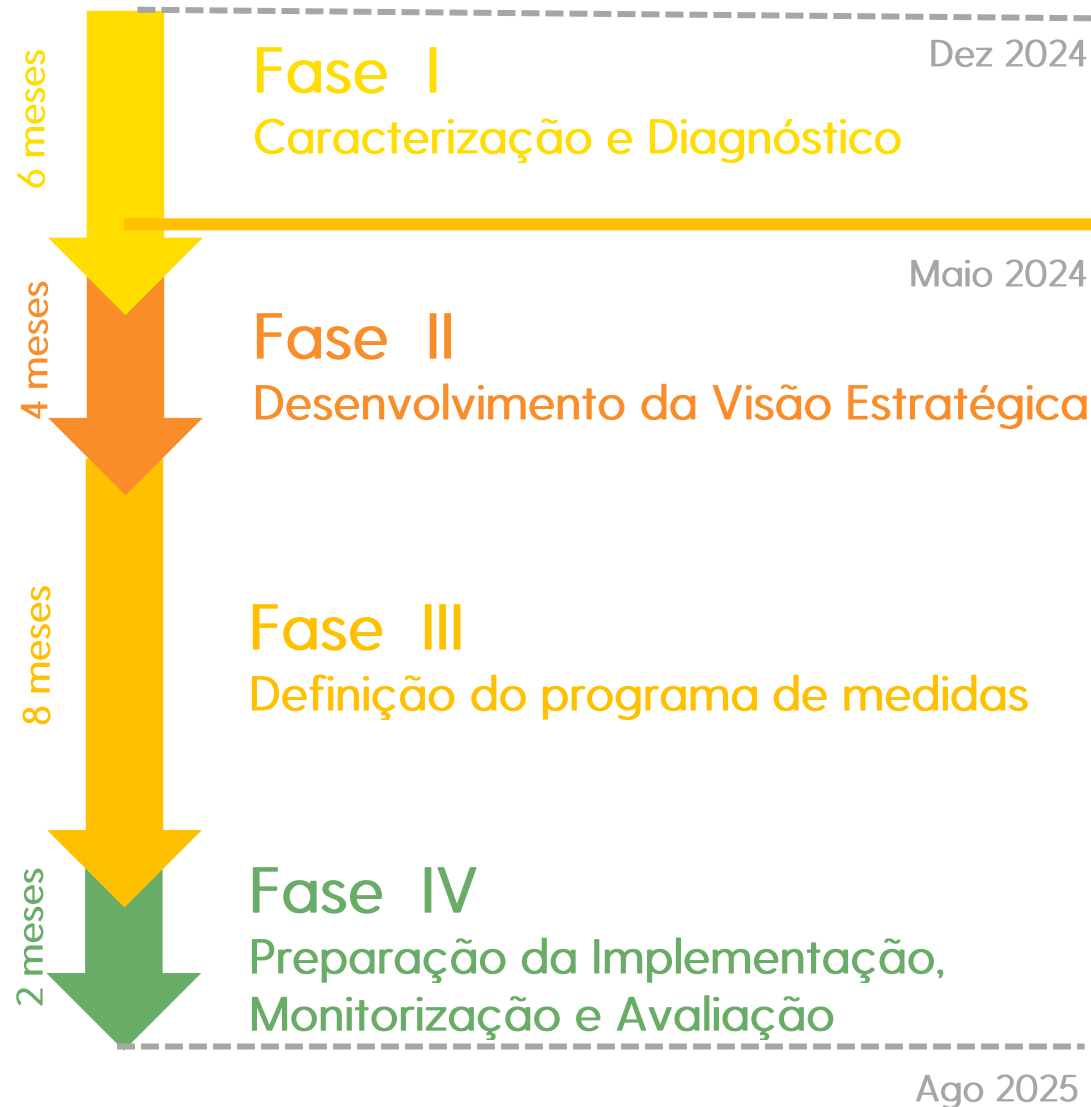 Dez 2024
6 meses
Fase I
Caracterização e Diagnóstico
Maio 2024
4 meses
Fase II
Desenvolvimento da Visão Estratégica
8 meses
Fase III
Definição do programa de medidas
2 meses
Fase IV
Preparação da Implementação,
Monitorização e Avaliação
Ago 2025